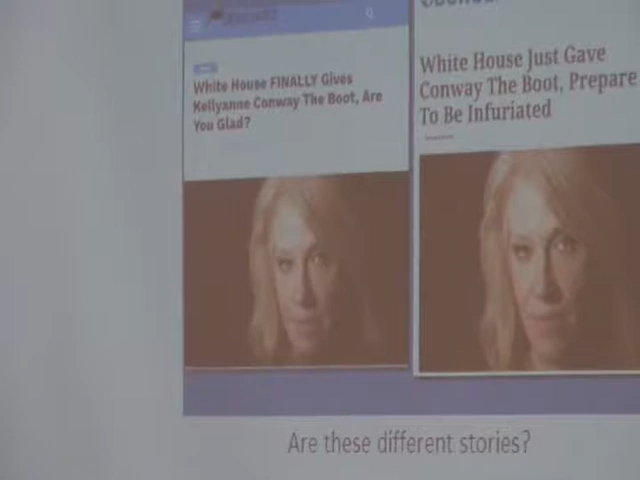 White House FINALLY Gives
Kellyanne Conway The Boot, Are
You Glad?
White House Just Gave
Conway The Boot, Prepare
To Be Infuriated
Are these different stories?